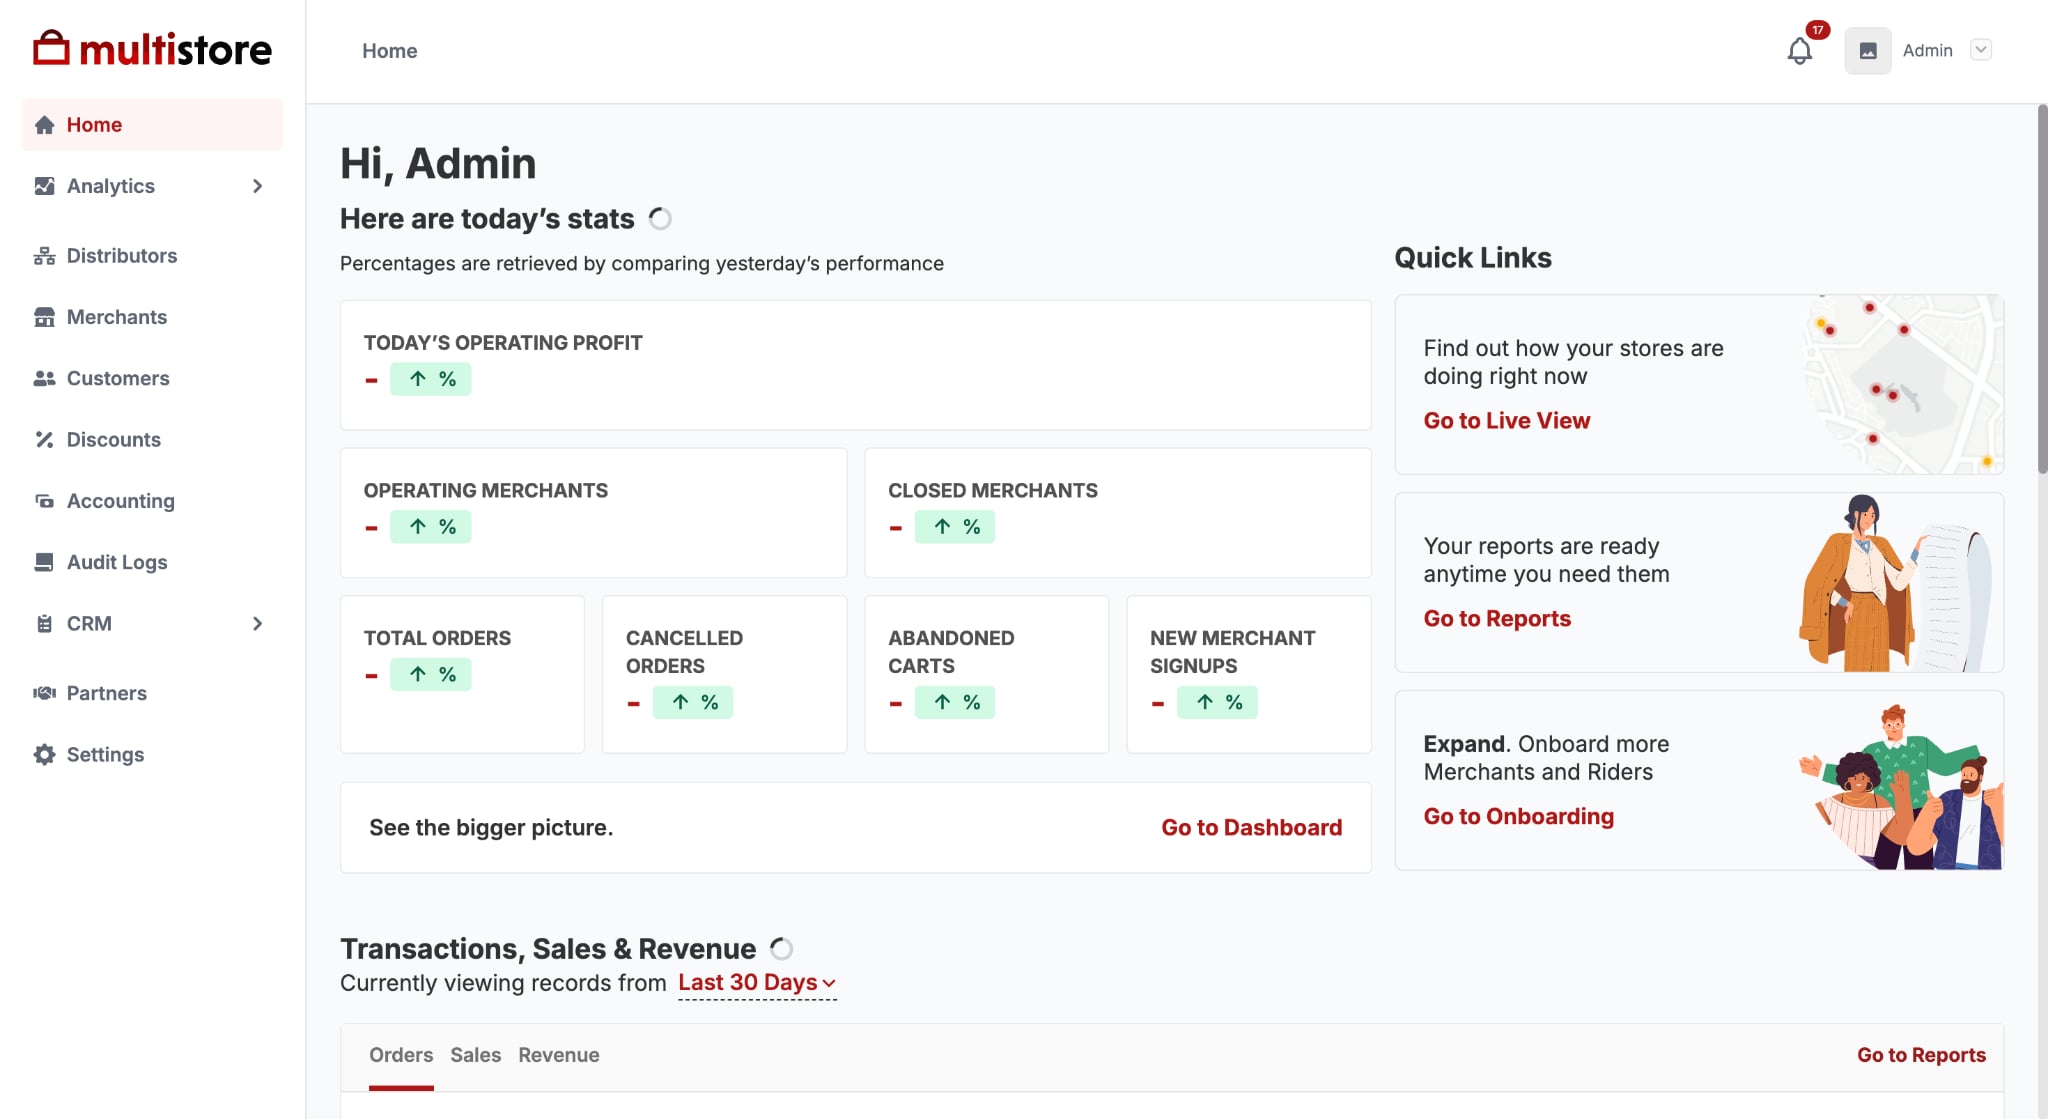 multistore
Home
Analytics
Distributors
Merchants
Customers
Discounts
Accounting
Audit Logs
CRM
Partners
Settings
Home
17
Admin
Hi, Admin
Here are today’s stats
Percentages are retrieved by comparing yesterday’s performance
TODAY’S OPERATING PROFIT
– ↑ %
OPERATING MERCHANTS
– ↑ %
CLOSED MERCHANTS
– ↑ %
TOTAL ORDERS
– ↑ %
CANCELLED
ORDERS
– ↑ %
ABANDONED
CARTS
– ↑ %
NEW MERCHANT
SIGNUPS
– ↑ %
See the bigger picture.
Go to Dashboard
Quick Links
Find out how your stores are
doing right now
Go to Live View
Your reports are ready
anytime you need them
Go to Reports
Expand. Onboard more
Merchants and Riders
Go to Onboarding
Transactions, Sales & Revenue
Currently viewing records from Last 30 Days
Orders Sales Revenue
Go to Reports